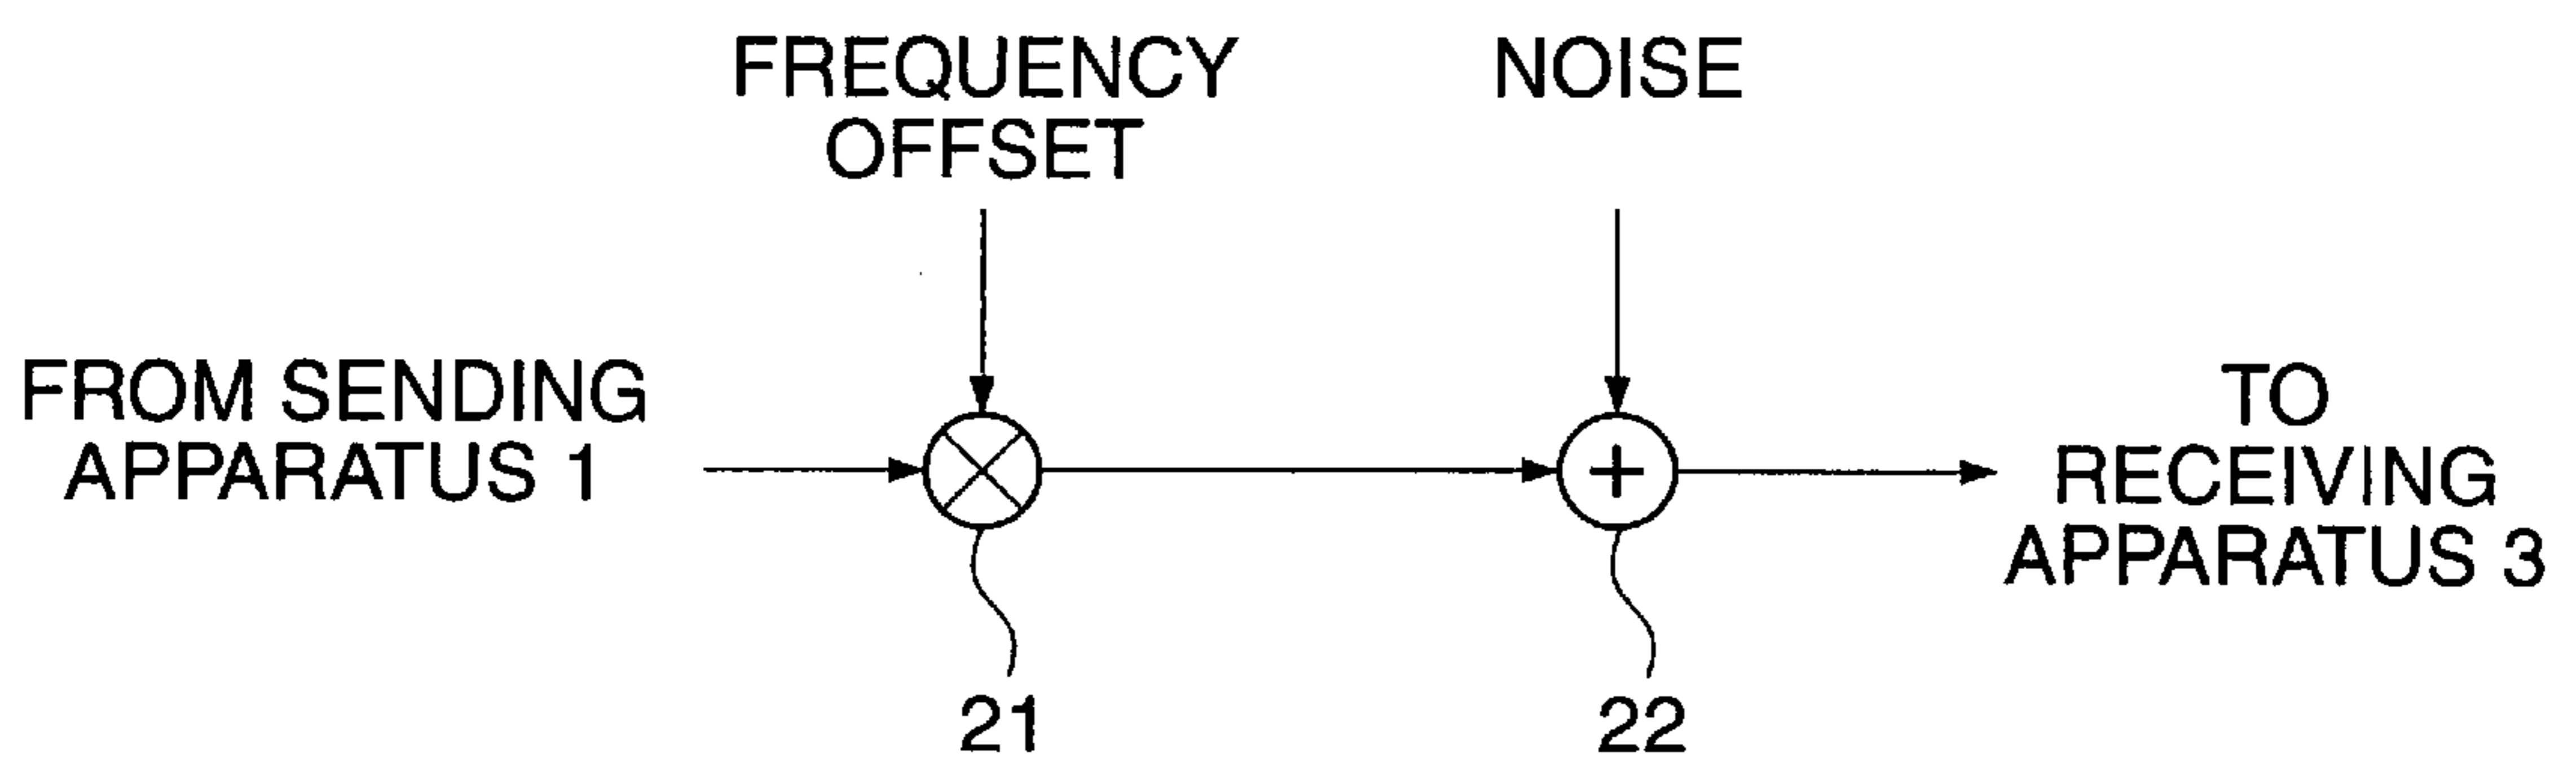 FREQUENCY
OFFSET
NOISE
FROM SENDING
APPARATUS 1
TO
RECEIVING
APPARATUS 3
21
22